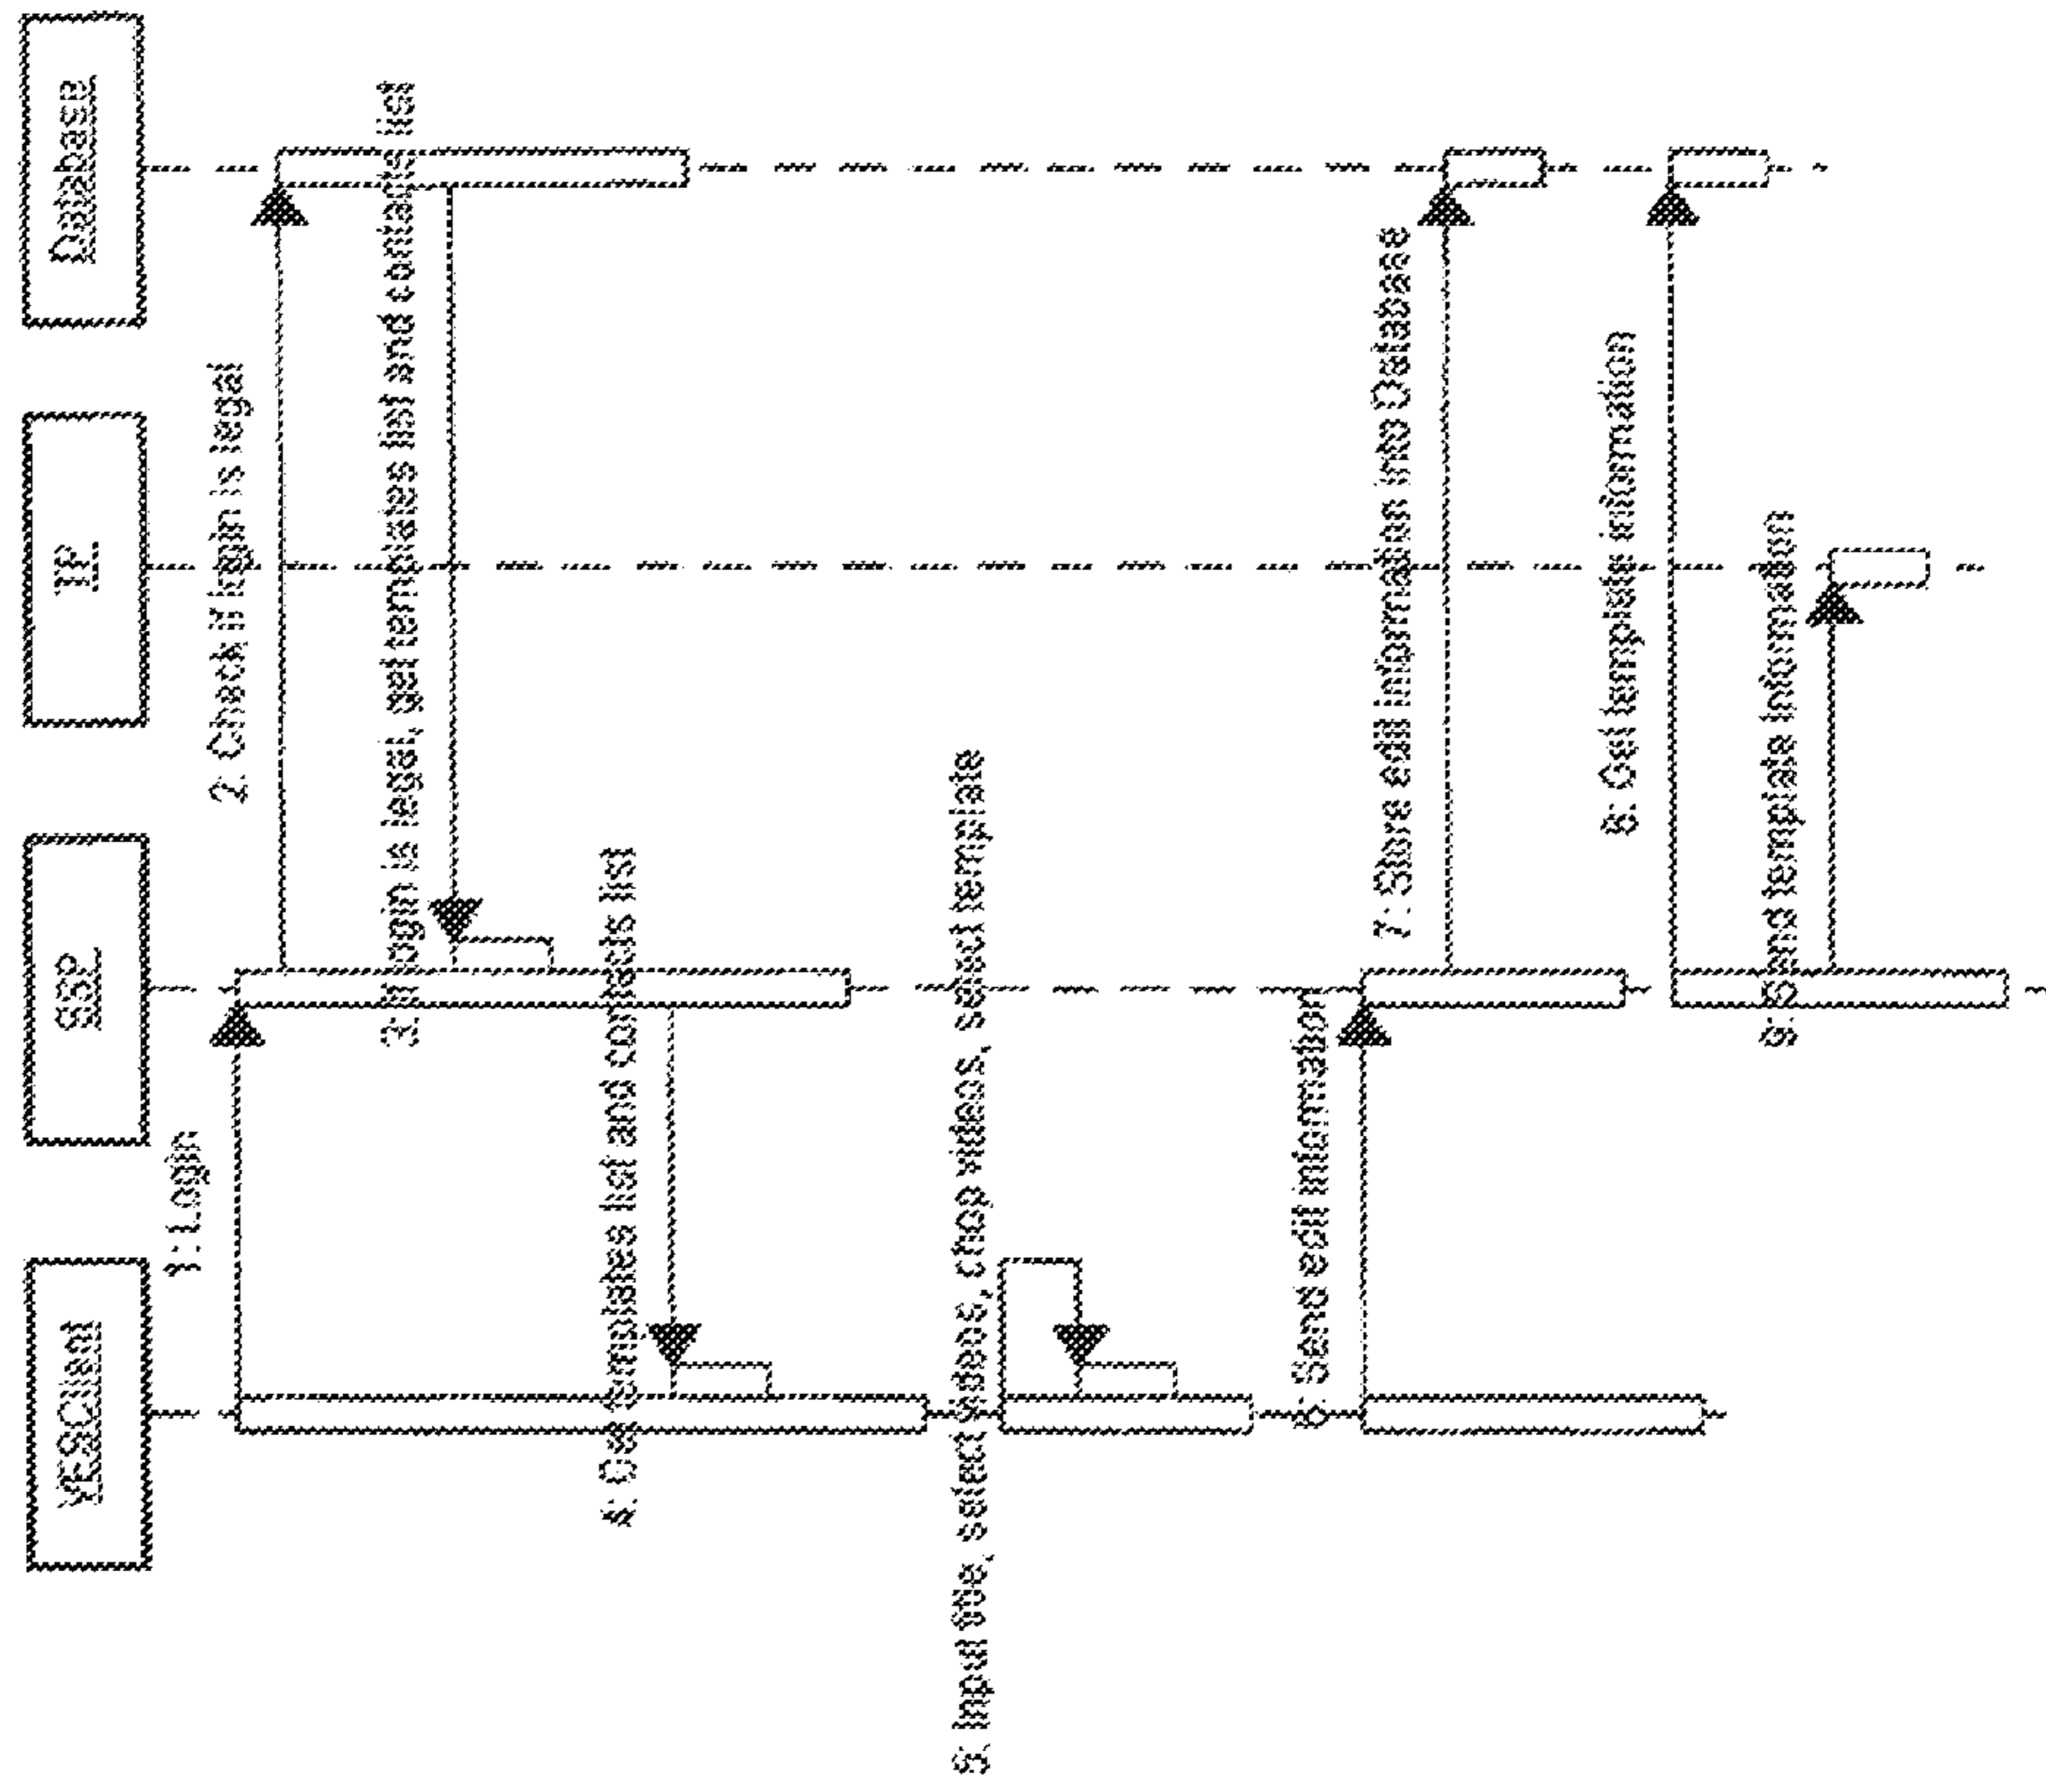 VESClient
SSP
TP
Database
1: Login
2: Check if login is legal
3: If login is legal, get templates list and contacts list
4: Get templates list and contacts list
5: Input title, select videos, chop videos, select template
6: Send edit information
7: Store edit information into Database
8: Get template information
9: Send template information